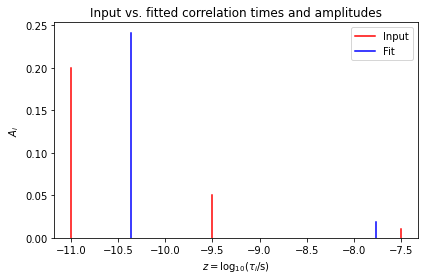 Input vs. fitted correlation times and amplitudes
Input
Fit
0.25
0.20
0.15
0.10
0.05
0.00
A_i
−11.0 −10.5 −10.0 −9.5 −9.0 −8.5 −8.0 −7.5
z = log₁₀(τ_i/s)